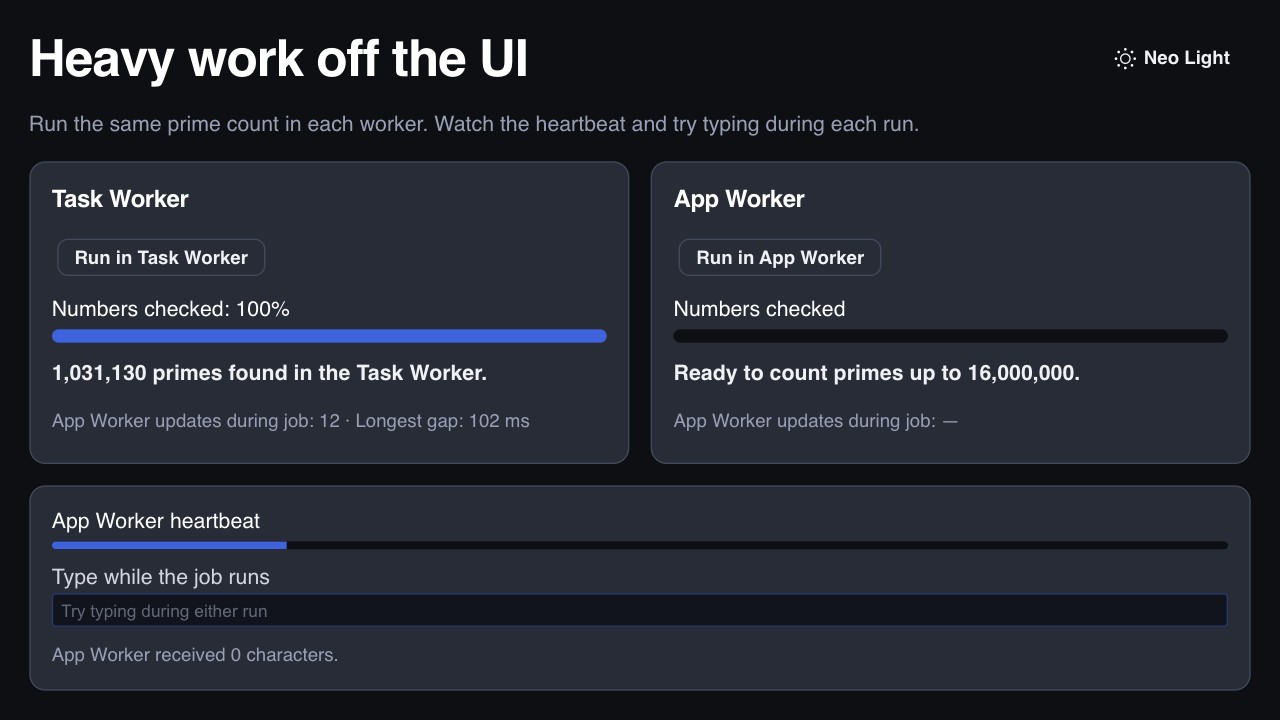 Heavy work off the UI
Neo Light
Run the same prime count in each worker. Watch the heartbeat and try typing during each run.
Task Worker
Run in Task Worker
Numbers checked: 100%
1,031,130 primes found in the Task Worker.
App Worker updates during job: 12 · Longest gap: 102 ms
App Worker
Run in App Worker
Numbers checked
Ready to count primes up to 16,000,000.
App Worker updates during job: —
App Worker heartbeat
Type while the job runs
Try typing during either run
App Worker received 0 characters.